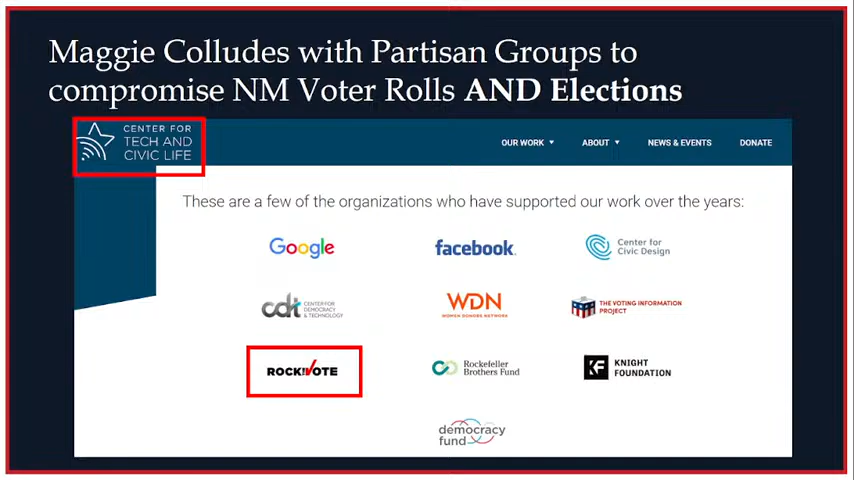 Maggie Colludes with Partisan Groups to
compromise NM Voter Rolls AND Elections
CENTER FOR
TECH AND
CIVIC LIFE
OUR WORK
ABOUT
NEWS & EVENTS
DONATE
These are a few of the organizations who have supported our work over the years:
Google
facebook.
Center for
Civic Design
cdt
CENTER FOR
DEMOCRACY
& TECHNOLOGY
WDN
WOMEN DONORS NETWORK
THE VOTING INFORMATION
PROJECT
ROCK THE VOTE
Rockefeller
Brothers Fund
KF
KNIGHT
FOUNDATION
democracy
fund